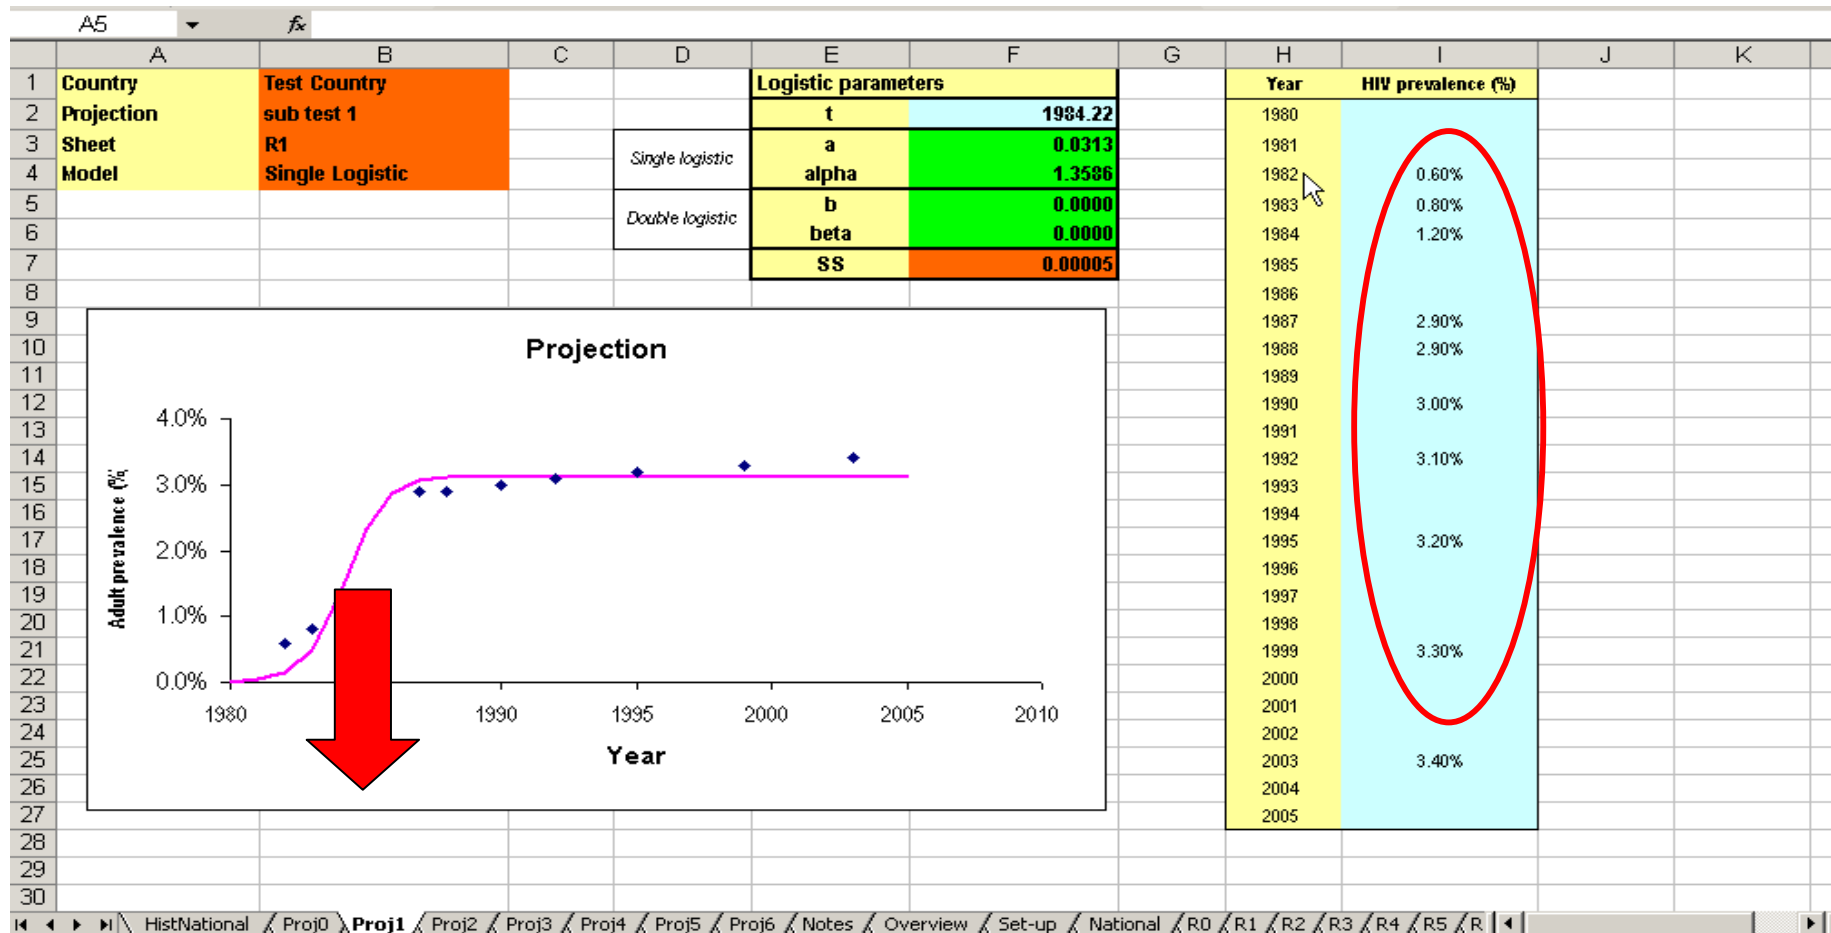 A5 fx
A B C D E F G H I J K
1 Country Test Country Logistic parameters Year HIV prevalence (%)
2 Projection sub test 1 t 1984.22 1980
3 Sheet R1 Single logistic a 0.0313 1981
4 Model Single Logistic alpha 1.3586 1982 0.60%
5 Double logistic b 0.0000 1983 0.80%
6 beta 0.0000 1984 1.20%
7 SS 0.00005 1985
8 1986
9 1987 2.90%
10 Projection 1988 2.90%
11 1989
12 4.0% 1990 3.00%
13 1991
14 1992 3.10%
15 3.0% 1993
16 1994
17 2.0% 1995 3.20%
18 1996
19 1997
20 1.0% 1998
21 1999 3.30%
22 0.0% 2000
23 1980 1990 1995 2000 2005 2010 2001
24 2002
25 Year 2003 3.40%
26 2004
27 2005
28
29
30
Adult prevalence (%
HistNational Proj0 Proj1 Proj2 Proj3 Proj4 Proj5 Proj6 Notes Overview Set-up National R0 R1 R2 R3 R4 R5 R